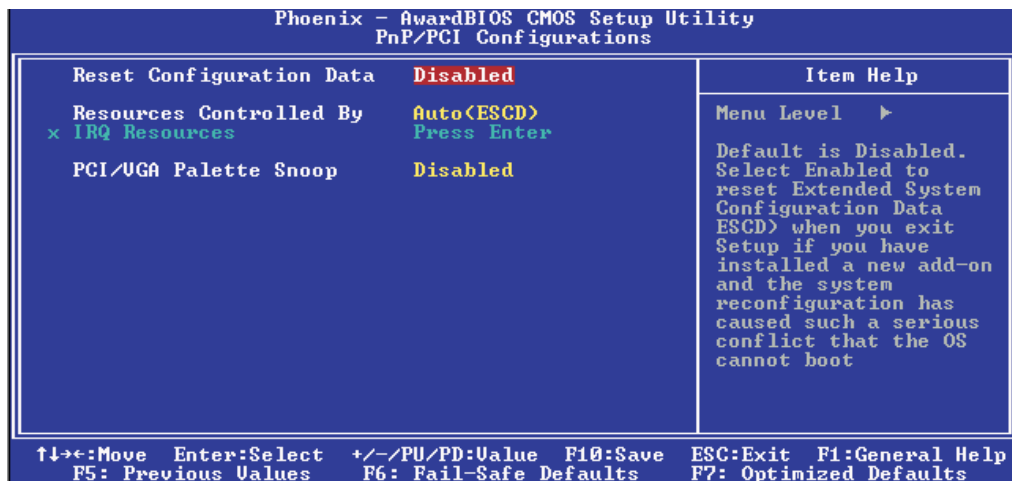 Phoenix - AwardBIOS CMOS Setup Utility
PnP/PCI Configurations
Reset Configuration Data Disabled
Resources Controlled By Auto(ESCD)
x IRQ Resources Press Enter
PCI/VGA Palette Snoop Disabled
Item Help
Menu Level ►
Default is Disabled.
Select Enabled to
reset Extended System
Configuration Data
ESCD) when you exit
Setup if you have
installed a new add-on
and the system
reconfiguration has
caused such a serious
conflict that the OS
cannot boot
↑↓→←:Move Enter:Select +/-/PU/PD:Value F10:Save ESC:Exit F1:General Help
F5: Previous Values F6: Fail-Safe Defaults F7: Optimized Defaults